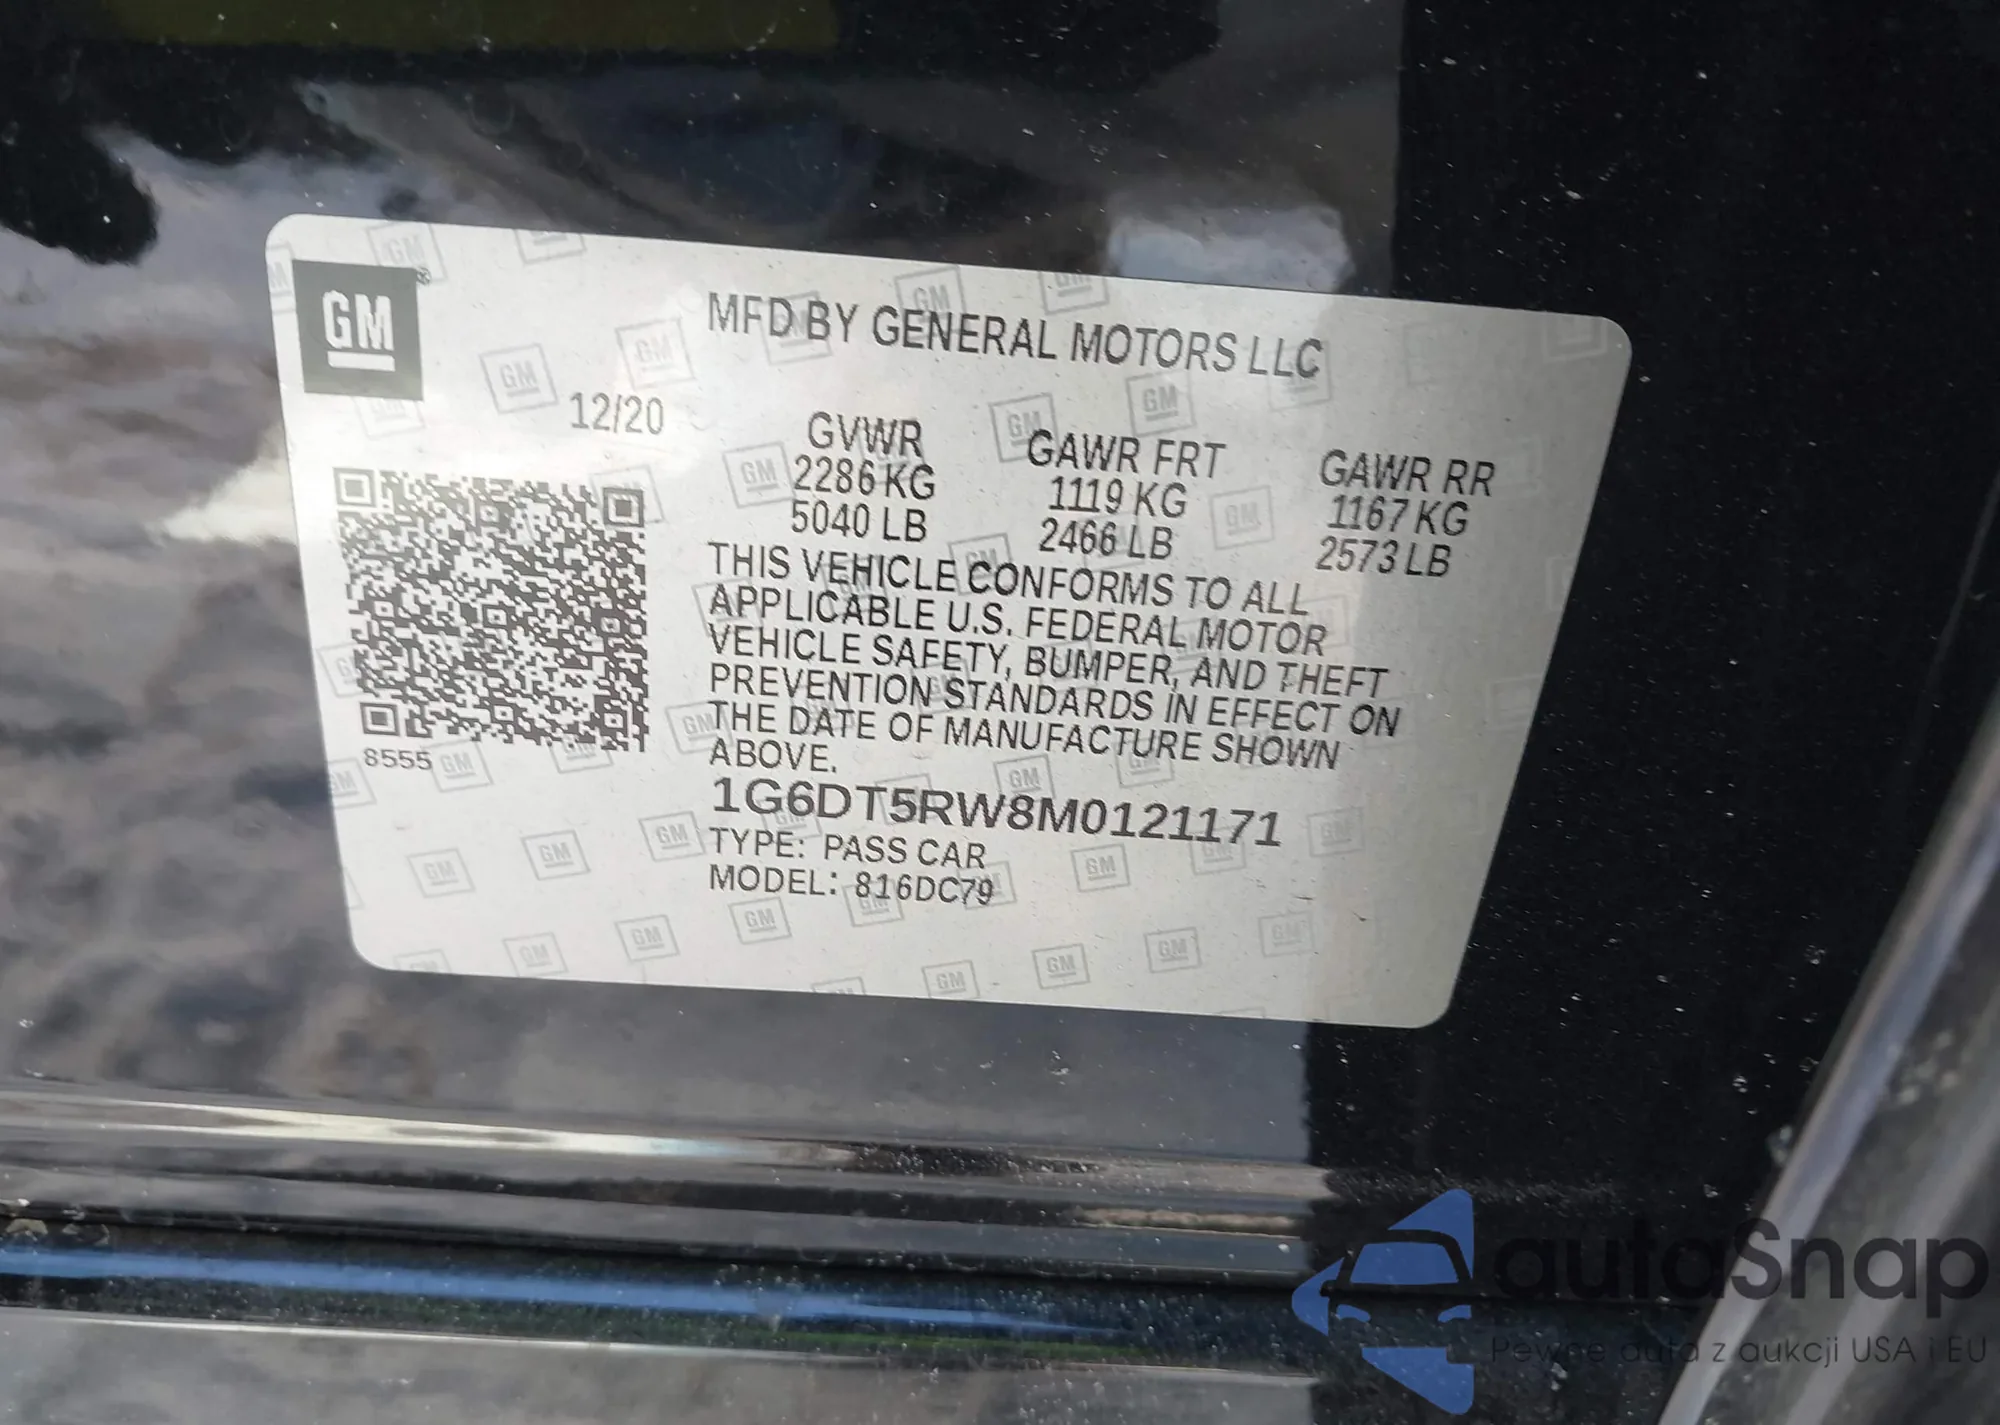 GM
MFD BY GENERAL MOTORS LLC
12/20
GVWR GAWR FRT GAWR RR
2286 KG 1119 KG 1167 KG
5040 LB 2466 LB 2573 LB
THIS VEHICLE CONFORMS TO ALL
APPLICABLE U.S. FEDERAL MOTOR
VEHICLE SAFETY, BUMPER, AND THEFT
PREVENTION STANDARDS IN EFFECT ON
THE DATE OF MANUFACTURE SHOWN
ABOVE.
8555
1G6DT5RW8M0121171
TYPE: PASS CAR
MODEL: 816DC79
autaSnap
Pewne auta z aukcji USA i EU